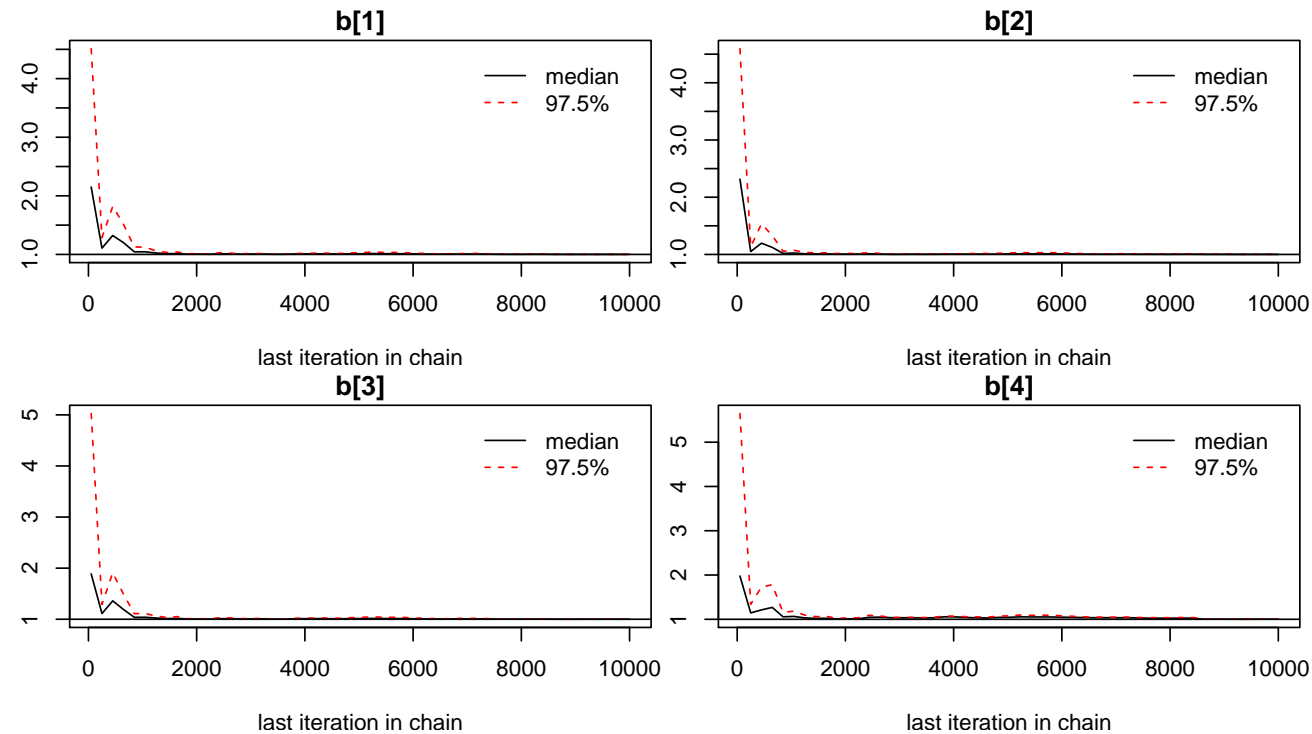 b[1]
4.0
3.0
2.0
1.0
median
97.5%
0 2000 4000 6000 8000 10000
last iteration in chain
b[2]
4.0
3.0
2.0
1.0
median
97.5%
0 2000 4000 6000 8000 10000
last iteration in chain
b[3]
5
4
3
2
1
median
97.5%
0 2000 4000 6000 8000 10000
last iteration in chain
b[4]
5
4
3
2
1
median
97.5%
0 2000 4000 6000 8000 10000
last iteration in chain